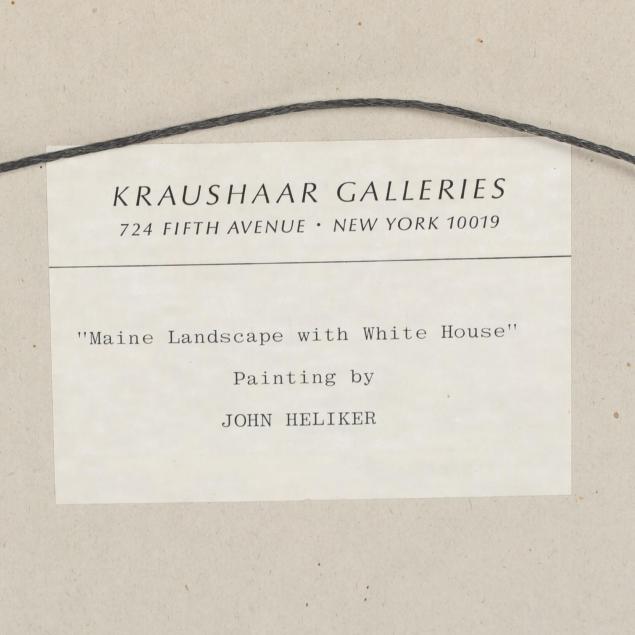 KRAUSHAAR GALLERIES
724 FIFTH AVENUE • NEW YORK 10019
"Maine Landscape with White House"
Painting by
JOHN HELIKER